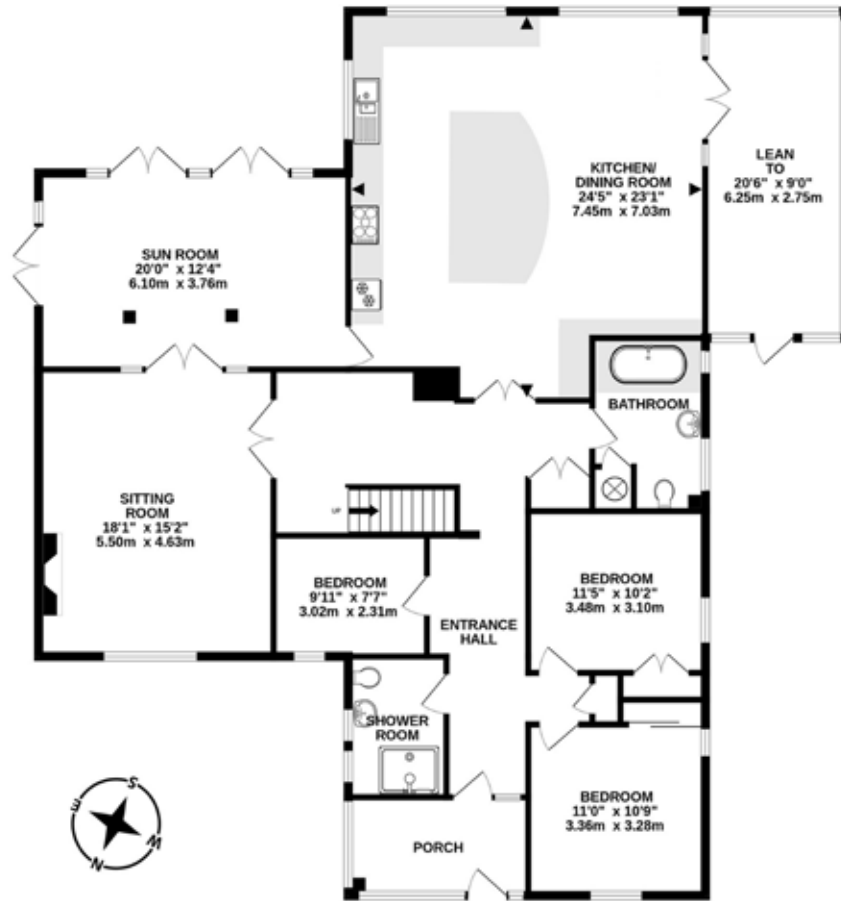 KITCHEN/
DINING ROOM
24'5" x 23'1"
7.45m x 7.03m
LEAN
TO
20'6" x 9'0"
6.25m x 2.75m
SUN ROOM
20'0" x 12'4"
6.10m x 3.76m
BATHROOM
SITTING
ROOM
18'1" x 15'2"
5.50m x 4.63m
UP
BEDROOM
9'11" x 7'7"
3.02m x 2.31m
BEDROOM
11'5" x 10'2"
3.48m x 3.10m
ENTRANCE
HALL
SHOWER
ROOM
BEDROOM
11'0" x 10'9"
3.36m x 3.28m
PORCH
S
E
W
N